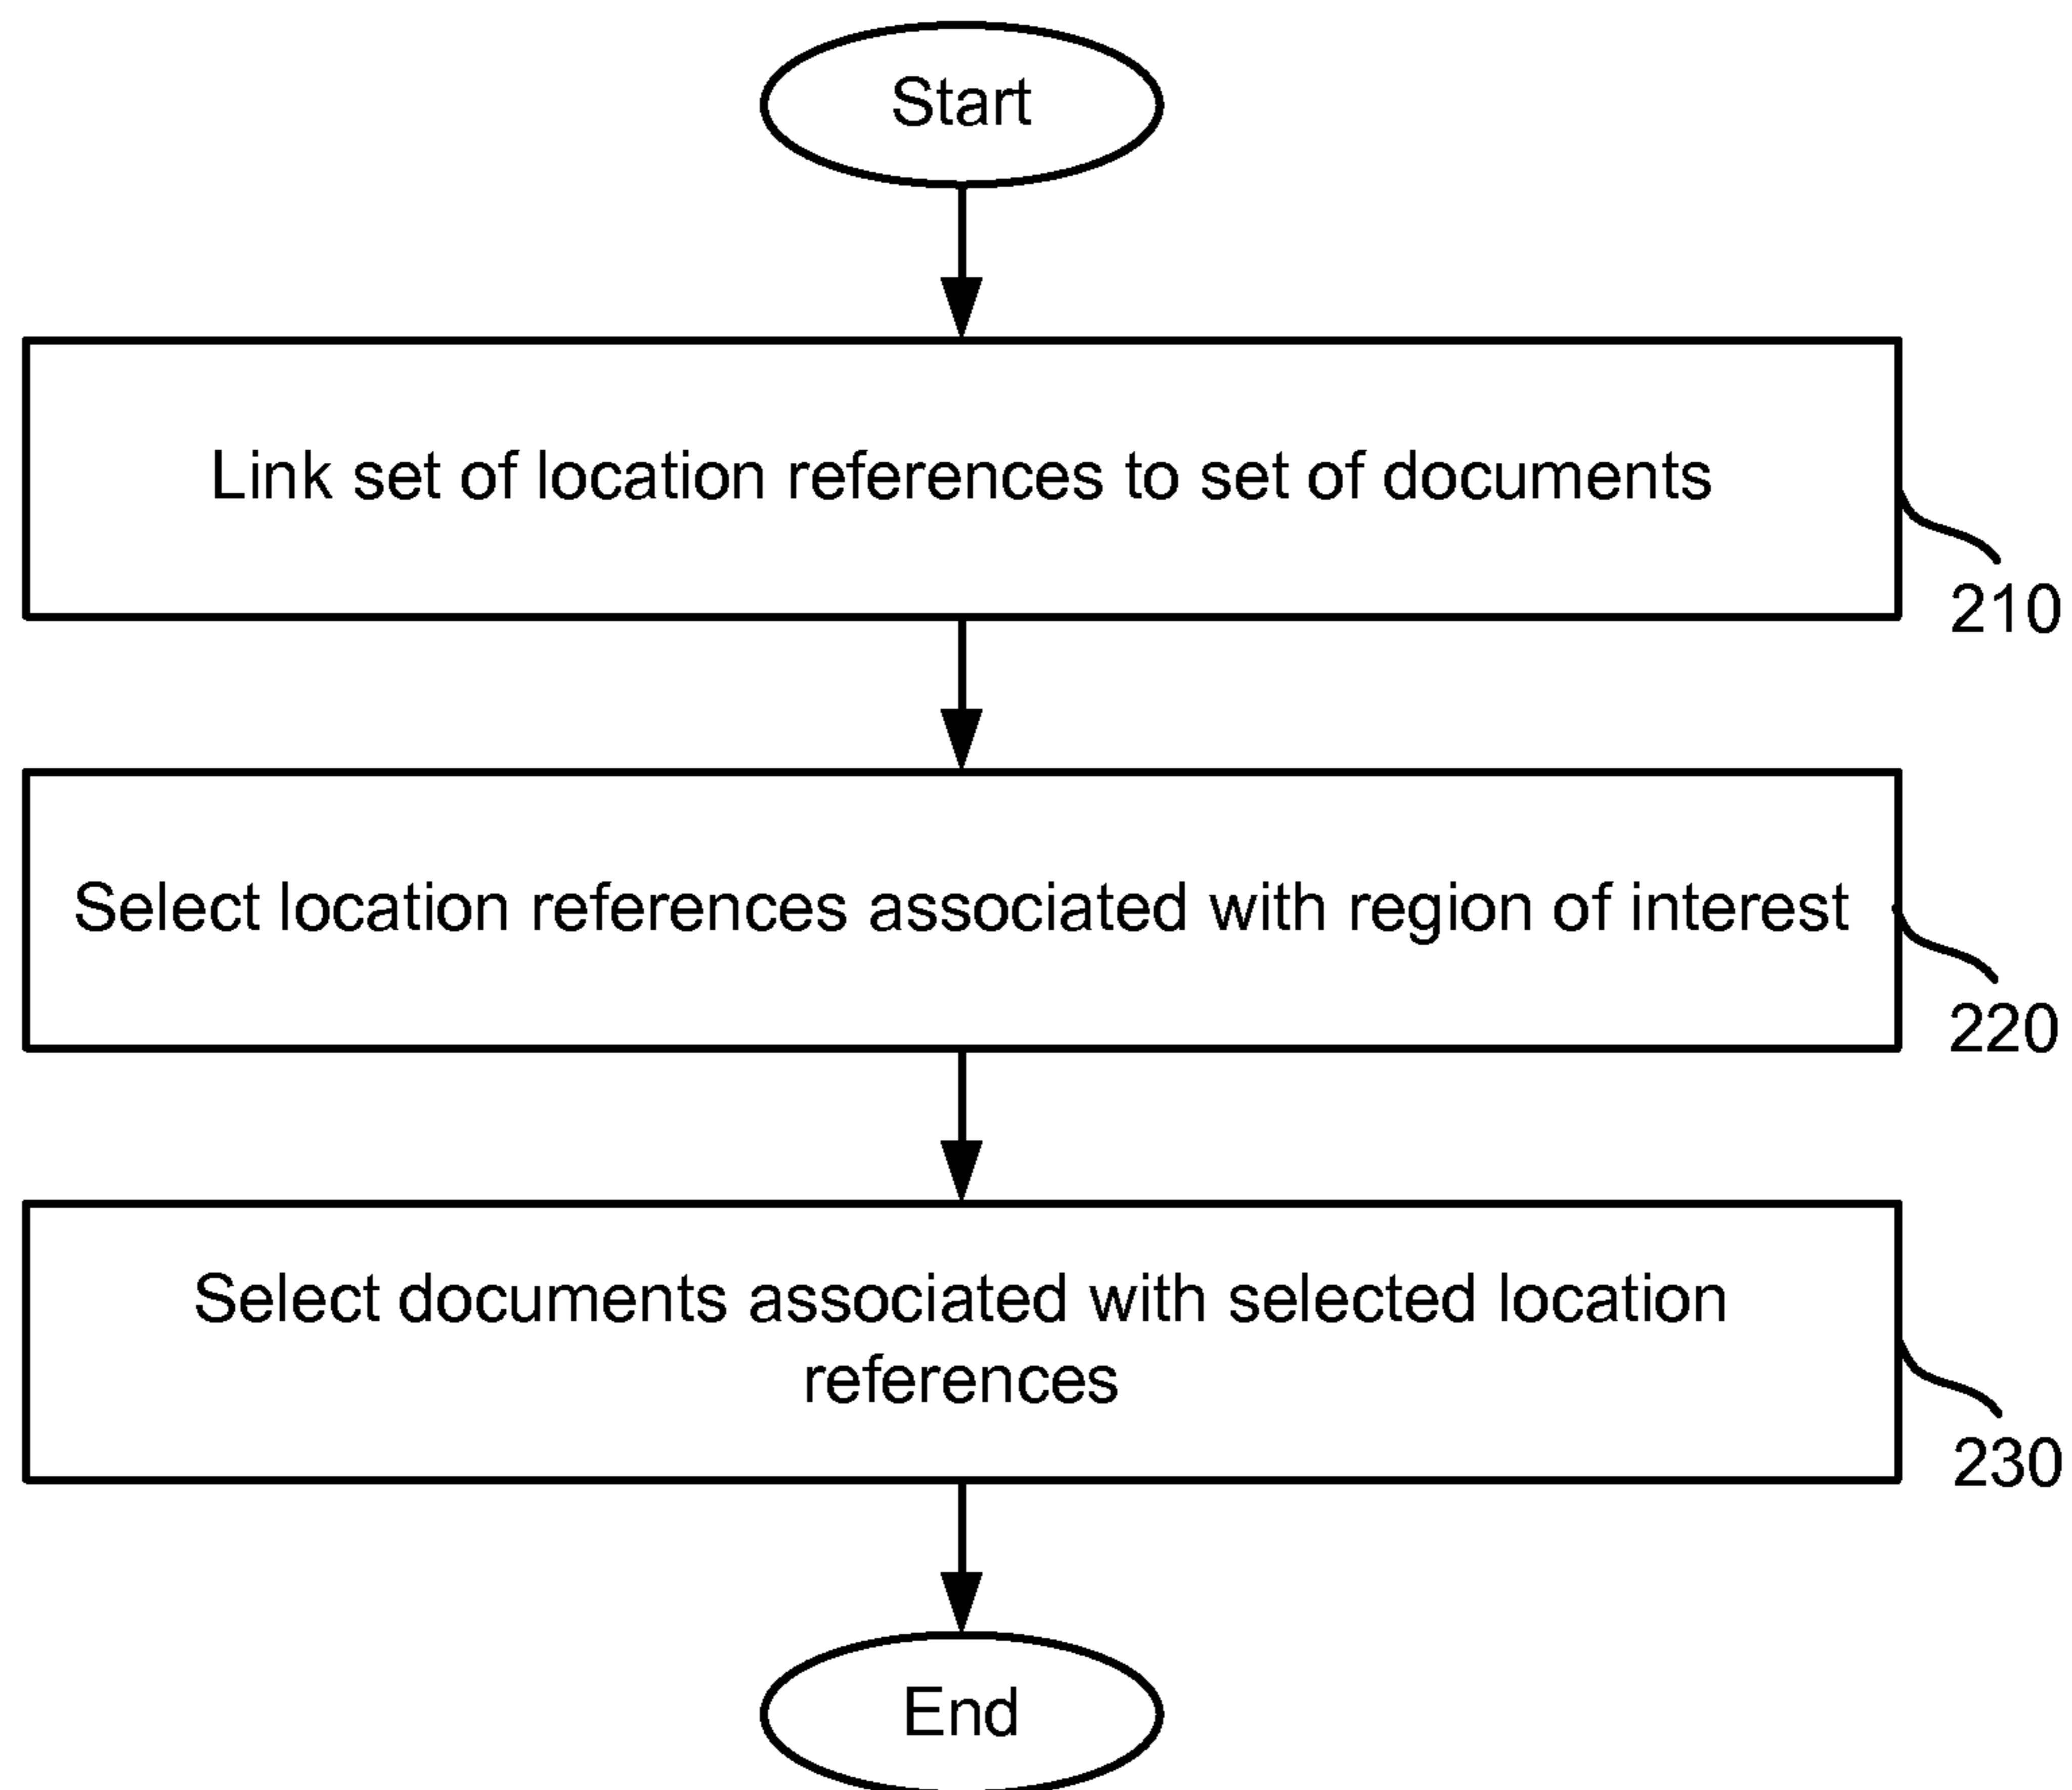 Start
Link set of location references to set of documents
210
Select location references associated with region of interest
220
Select documents associated with selected location
references
230
End